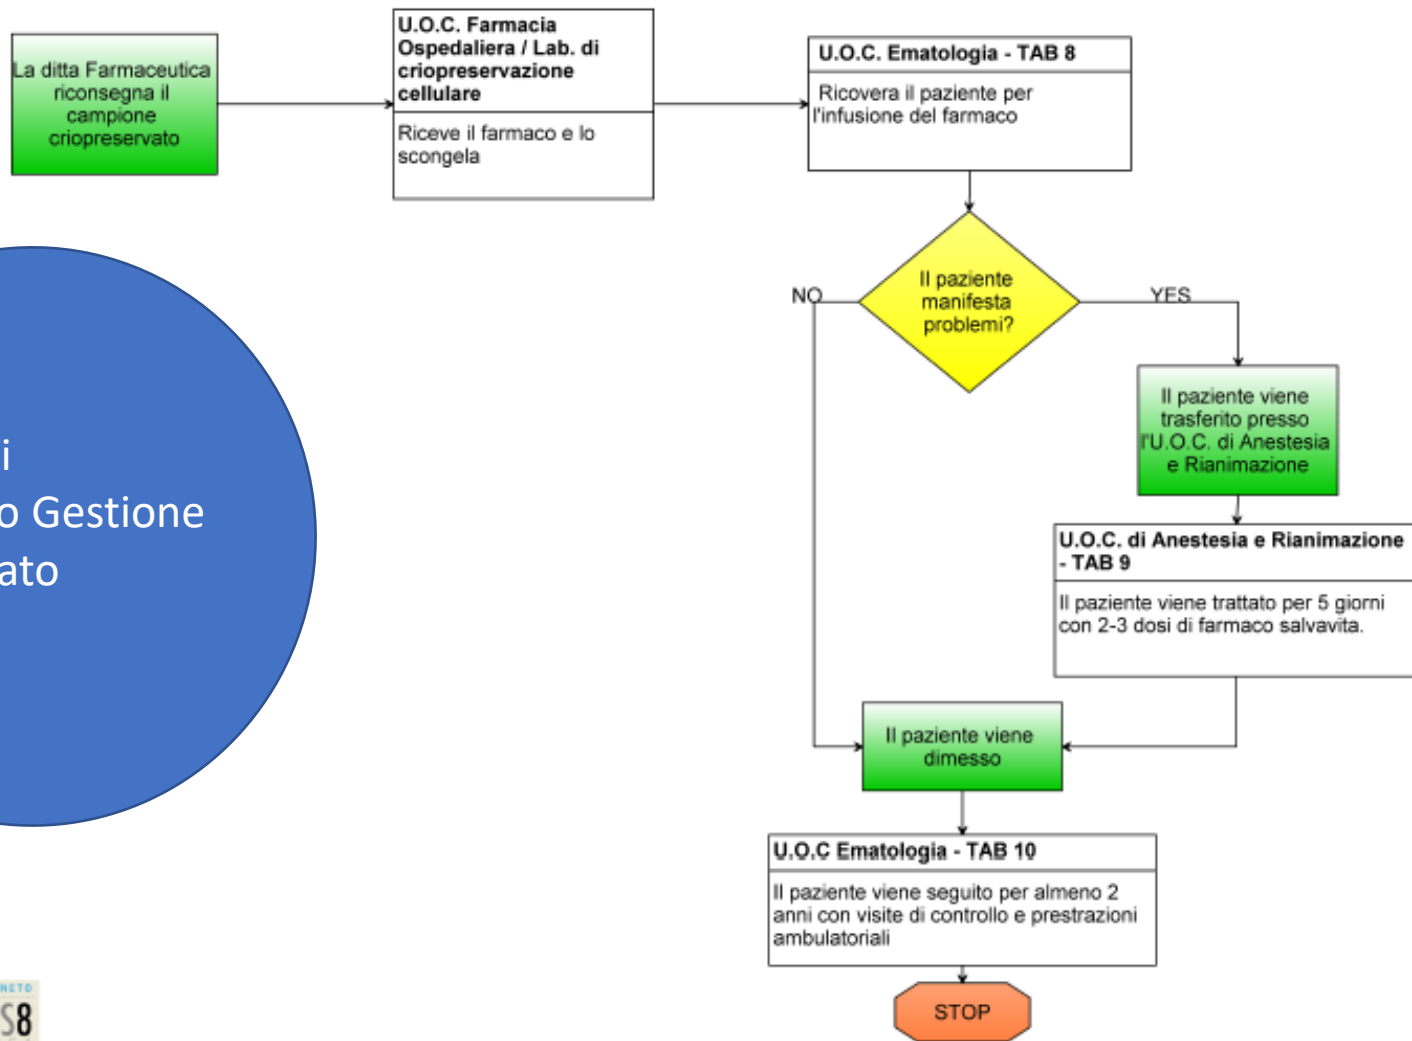 La ditta Farmaceutica
riconsegna il
campione
criopreservato
U.O.C. Farmacia
Ospedaliera / Lab. di
criopreservazione
cellulare
Riceve il farmaco e lo
scongela
U.O.C. Ematologia - TAB 8
Ricovera il paziente per
l'infusione del farmaco
Il paziente
manifesta
problemi?
NO
YES
Il paziente viene
trasferito presso
l'U.O.C. di Anestesia
e Rianimazione
U.O.C. di Anestesia e Rianimazione
- TAB 9
Il paziente viene trattato per 5 giorni
con 2-3 dosi di farmaco salvavita.
Il paziente viene
dimesso
U.O.C Ematologia - TAB 10
Il paziente viene seguito per almeno 2
anni con visite di controllo e prestrazioni
ambulatoriali
STOP
i
o Gestione
ato
NETO
S8